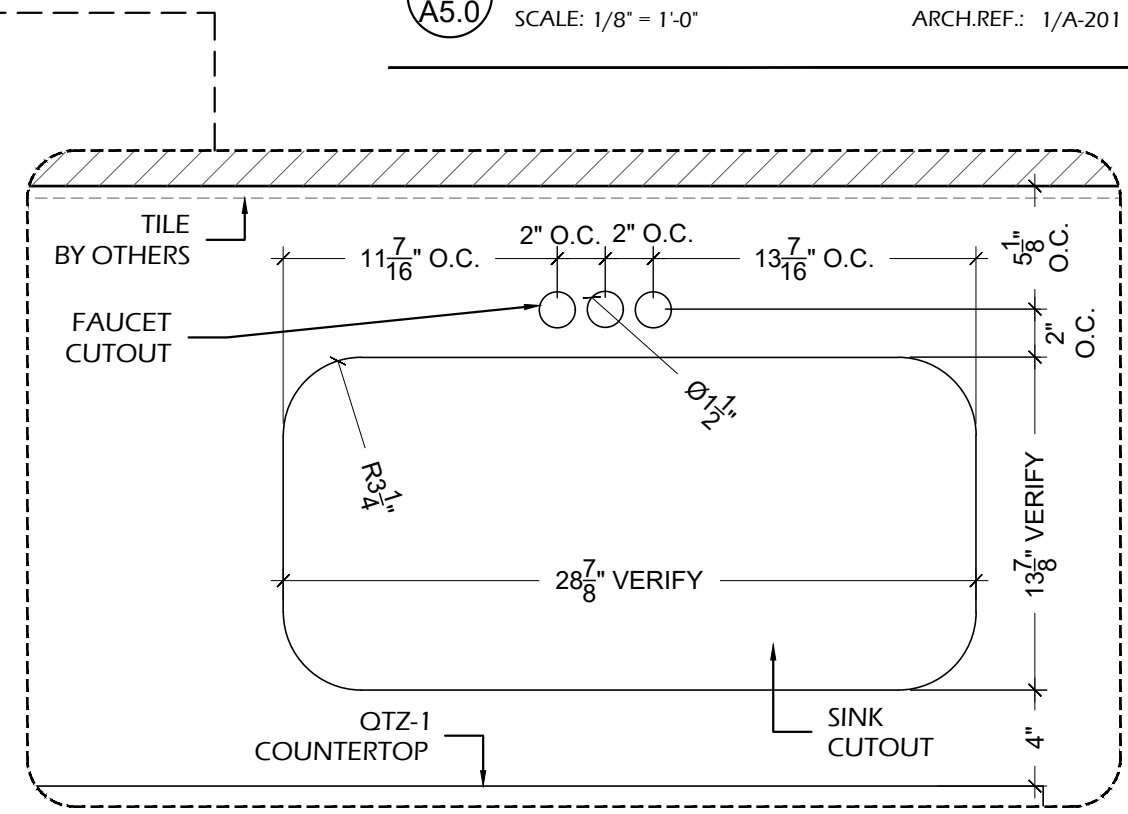 A5.0
SCALE: 1/8" = 1'-0"
ARCH.REF.: 1/A-201
TILE
BY OTHERS
11 7/16" O.C.
2" O.C.
2" O.C.
13 7/16" O.C.
5 1/8"
O.C.
FAUCET
CUTOUT
2"
O.C.
Ø1 1/2"
R3 1/4"
13 7/8" VERIFY
28 7/8" VERIFY
QTZ-1
COUNTERTOP
SINK
CUTOUT
4"